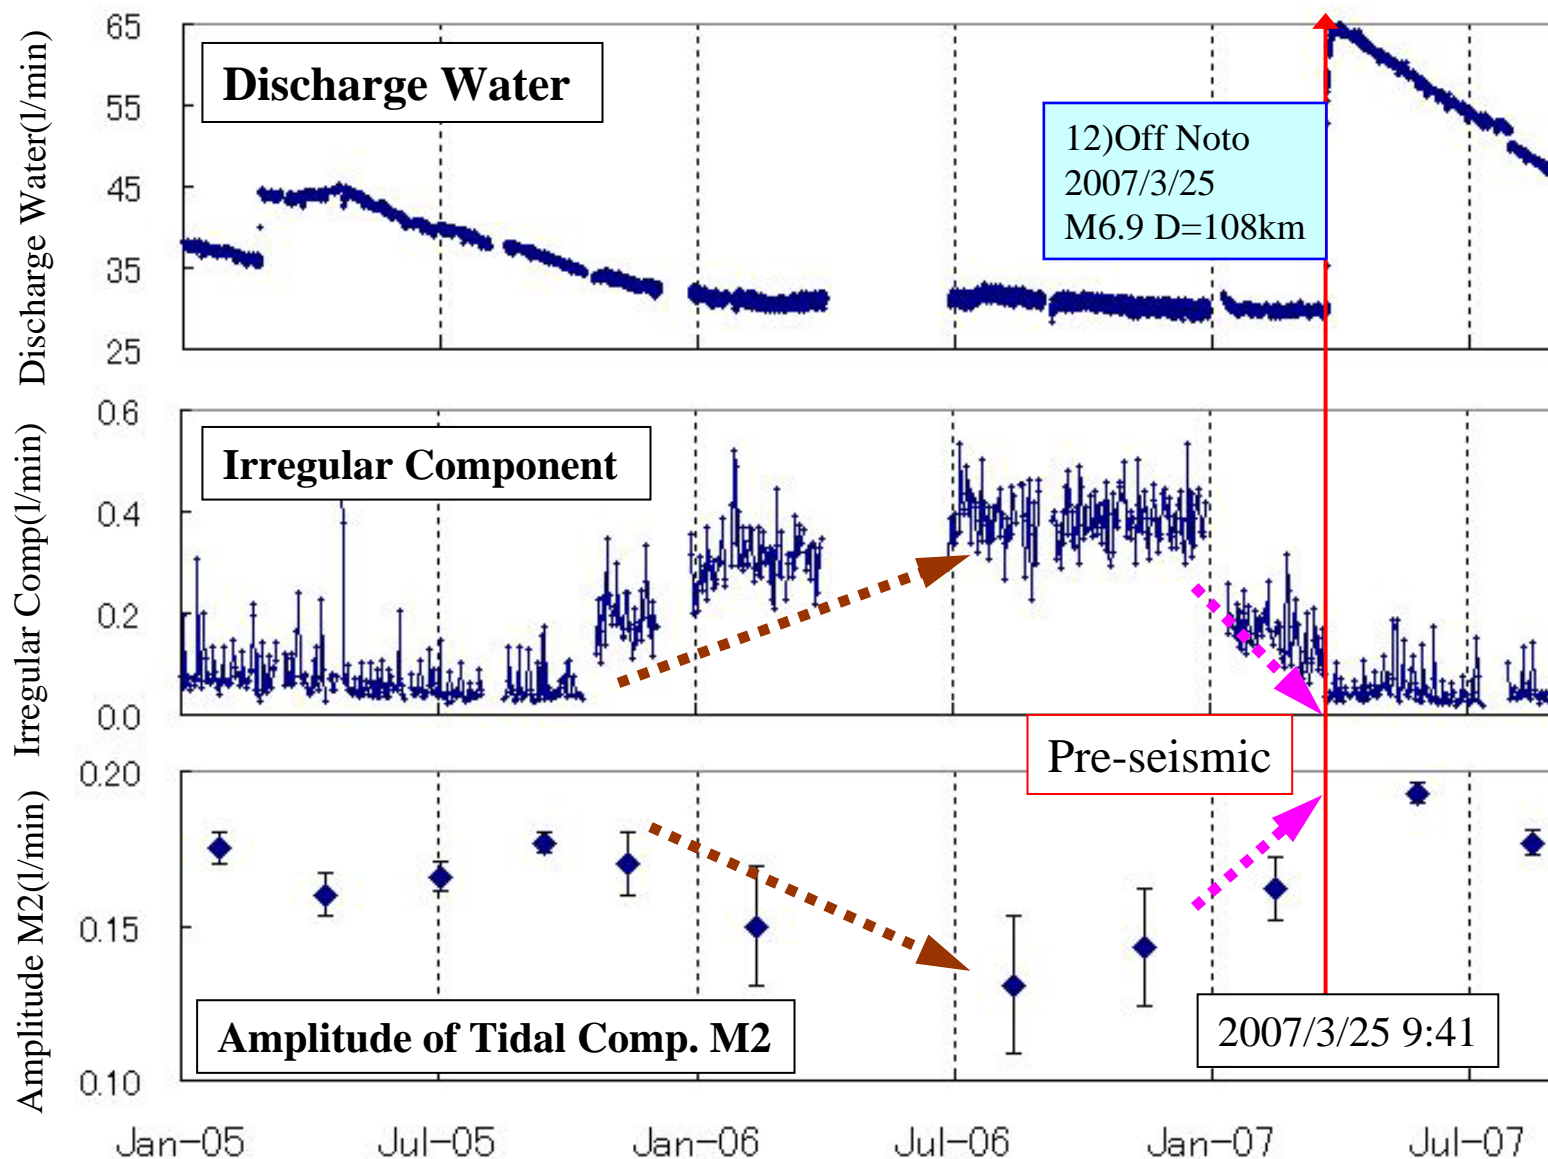 Discharge Water(l/min)
65
55
45
35
25
Discharge Water
12)Off Noto
2007/3/25
M6.9 D=108km
Irregular Comp(l/min)
0.6
0.4
0.2
0.0
Irregular Component
Pre-seismic
Amplitude M2(l/min)
0.20
0.15
0.10
Amplitude of Tidal Comp. M2
2007/3/25 9:41
Jan-05
Jul-05
Jan-06
Jul-06
Jan-07
Jul-07